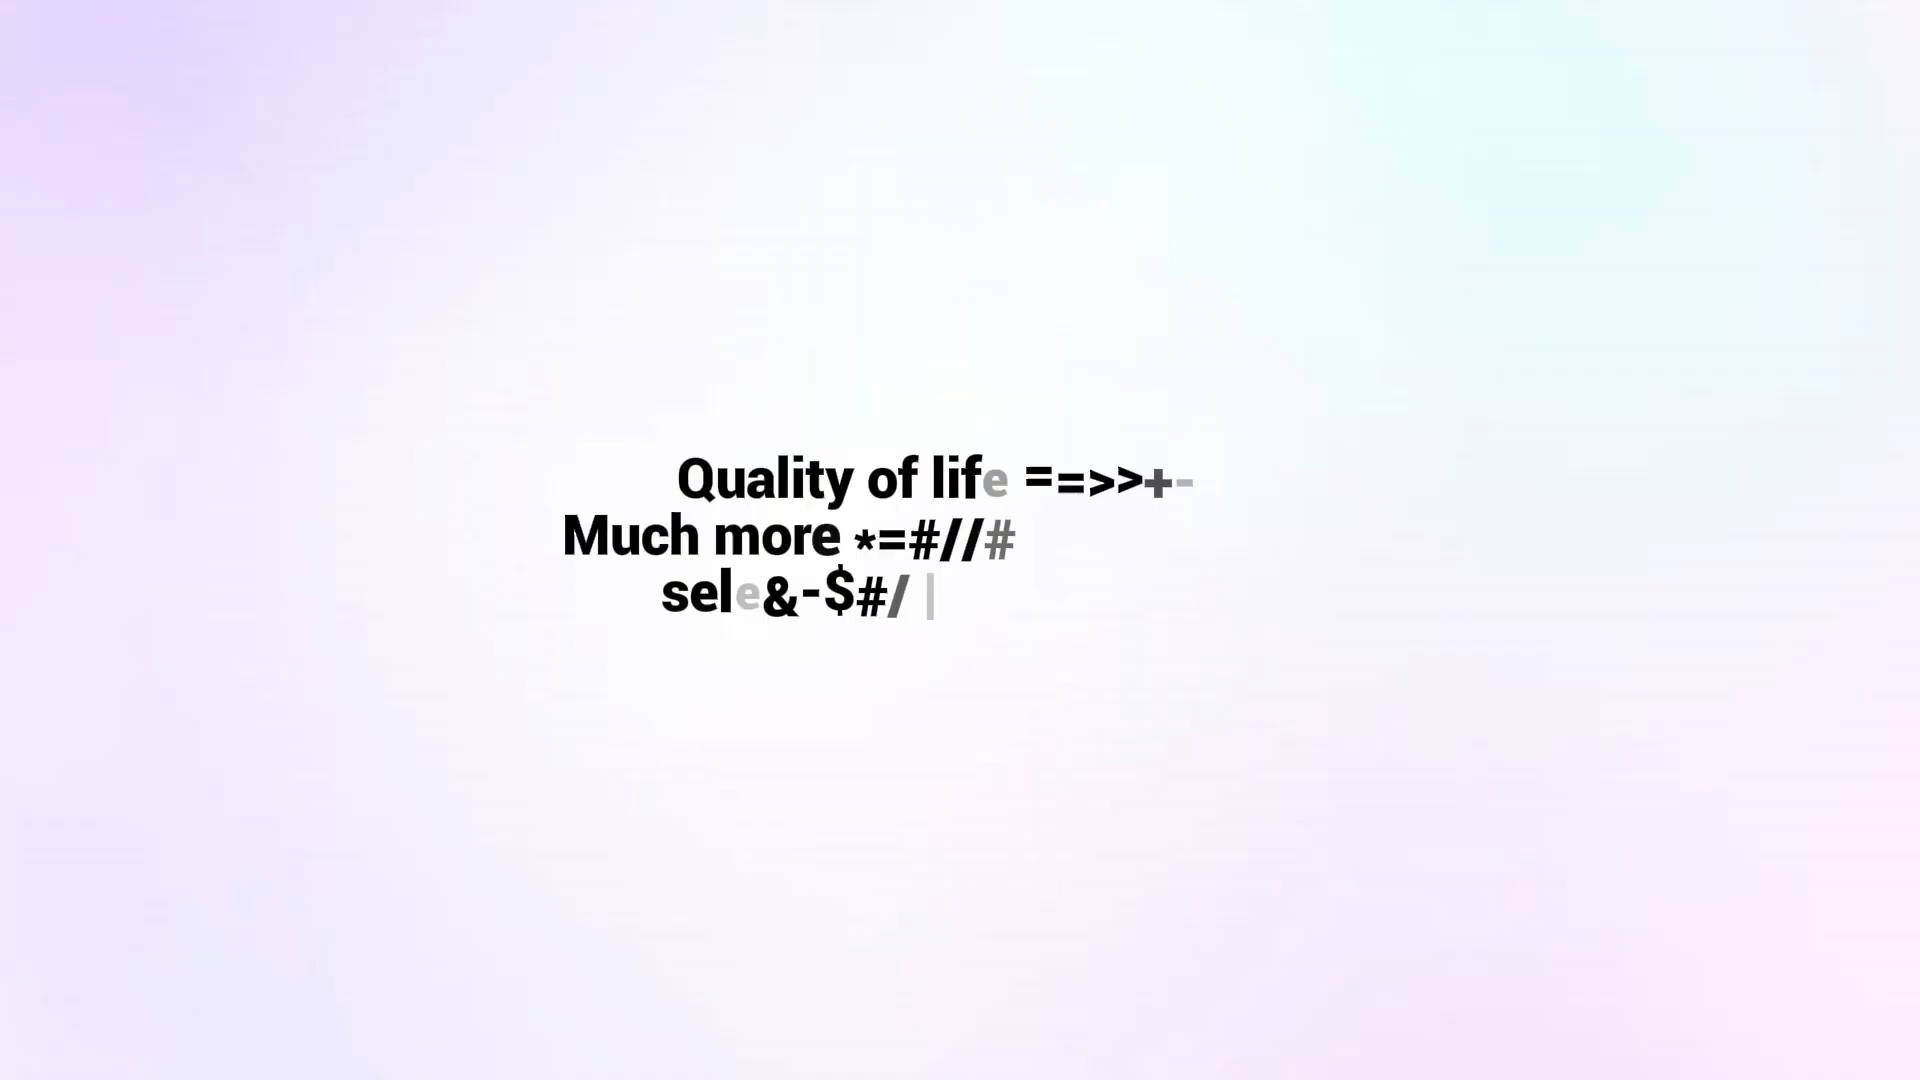 Quality of life ==>>+-
Much more *=#//#
sele&-$#/ |